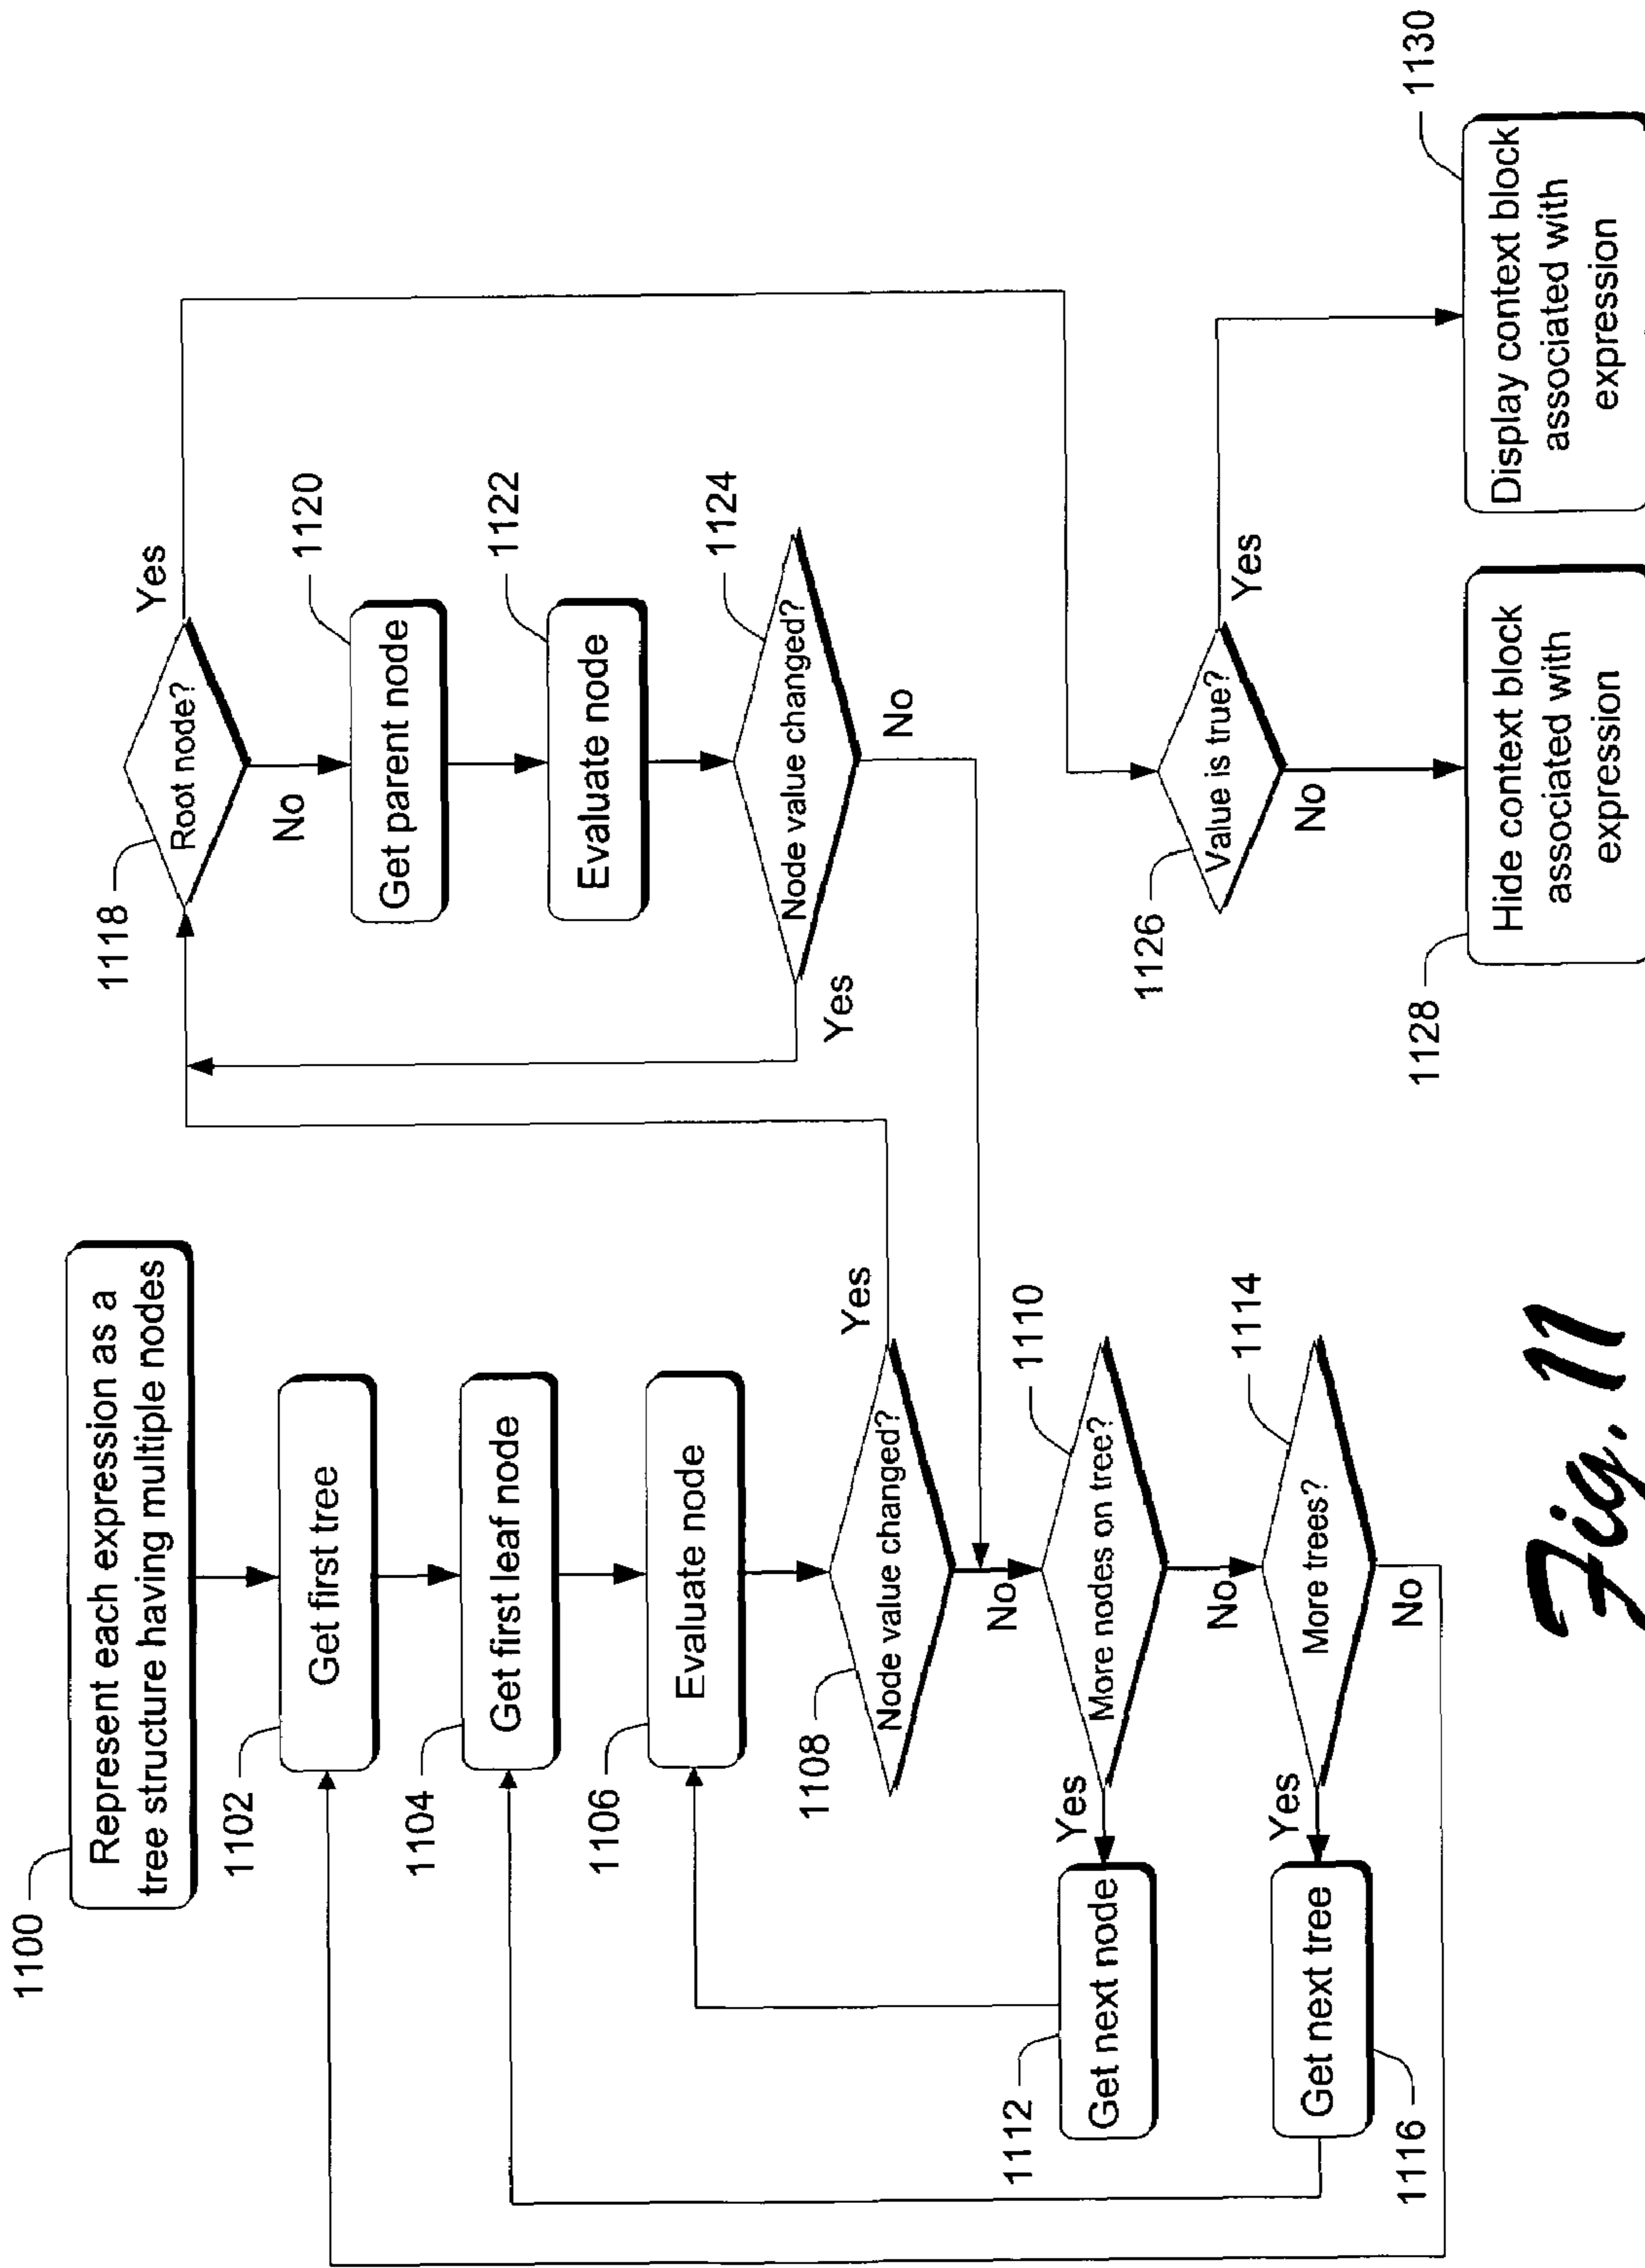 1100
Represent each expression as a
tree structure having multiple nodes
1102
Get first tree
1104
Get first leaf node
1106
Evaluate node
1108
Node value changed?
Yes
No
1110
More nodes on tree?
Yes
No
1112
Get next node
1114
More trees?
Yes
No
1116
Get next tree
1118
Root node?
Yes
No
1120
Get parent node
1122
Evaluate node
1124
Node value changed?
Yes
No
1126
Value is true?
Yes
No
1128
Hide context block
associated with
expression
1130
Display context block
associated with
expression
Fig. 11